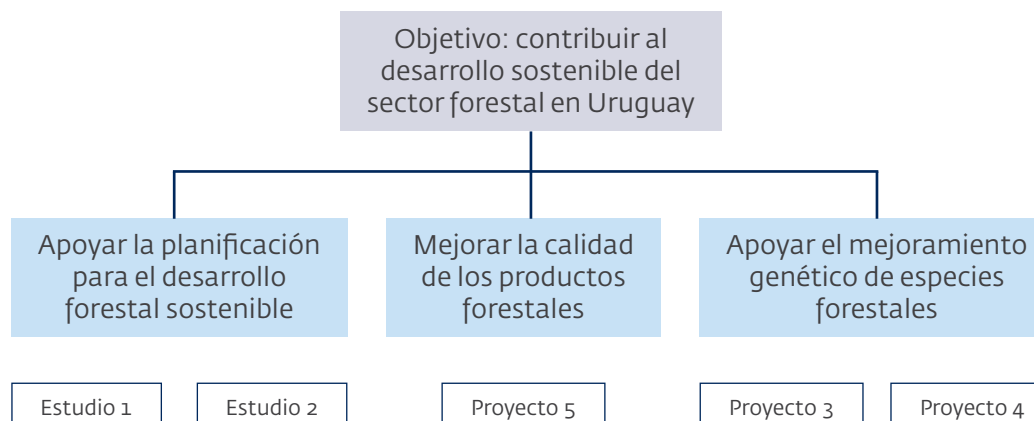 Objetivo: contribuir al
desarrollo sostenible del
sector forestal en Uruguay
Apoyar la planificación
para el desarrollo
forestal sostenible
Mejorar la calidad
de los productos
forestales
Apoyar el mejoramiento
genético de especies
forestales
Estudio 1
Estudio 2
Proyecto 5
Proyecto 3
Proyecto 4